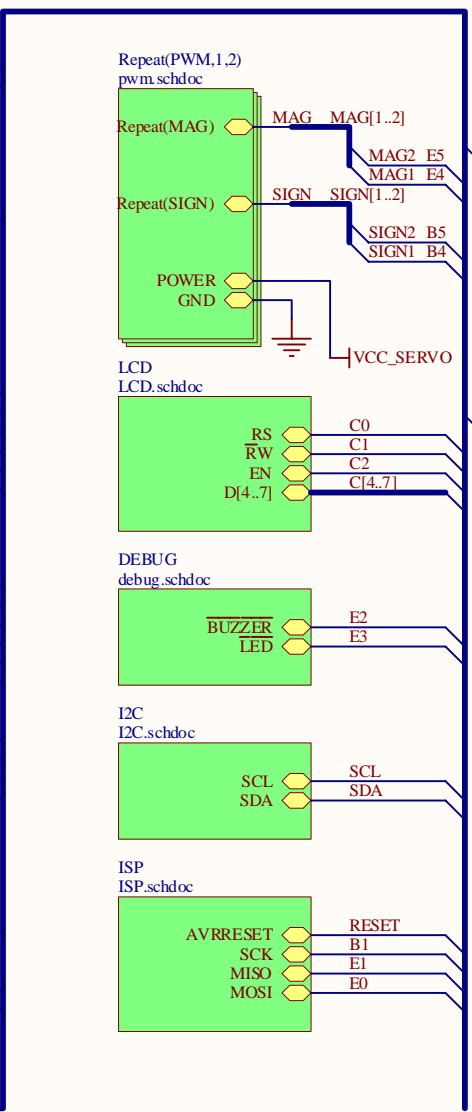 Repeat(PWM,1,2)
pwm.schdoc
Repeat(MAG) MAG MAG[1..2]
MAG2 E5
MAG1 E4
Repeat(SIGN) SIGN SIGN[1..2]
SIGN2 B5
SIGN1 B4
POWER
GND
VCC_SERVO
LCD
LCD.schdoc
RS C0
RW C1
EN C2
D[4..7] C[4..7]
DEBUG
debug.schdoc
BUZZER E2
LED E3
I2C
I2C.schdoc
SCL SCL
SDA SDA
ISP
ISP.schdoc
AVRRESET RESET
SCK B1
MISO E1
MOSI E0